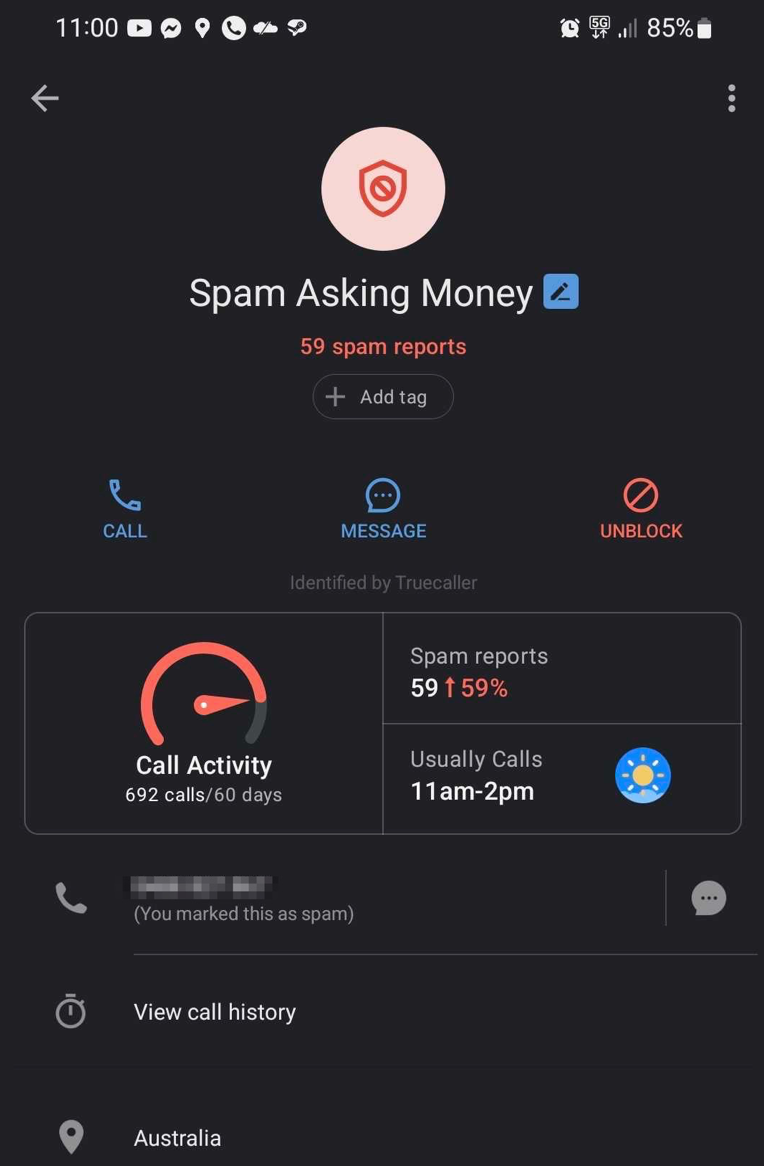 11:00 5G 85%
Spam Asking Money
59 spam reports
Add tag
CALL MESSAGE UNBLOCK
Identified by Truecaller
Call Activity
692 calls/60 days
Spam reports
59 ↑ 59%
Usually Calls
11am-2pm
(You marked this as spam)
View call history
Australia